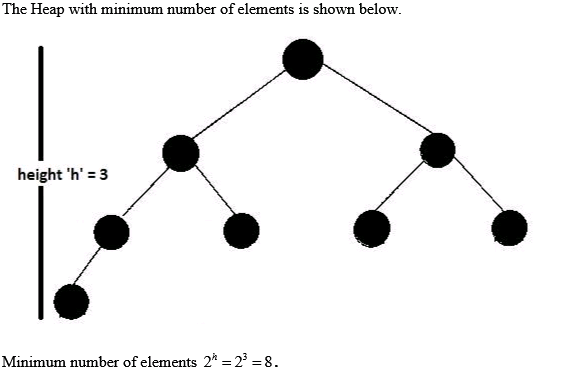 The Heap with minimum number of elements is shown below.
height 'h' = 3
Minimum number of elements 2^h = 2^3 = 8.